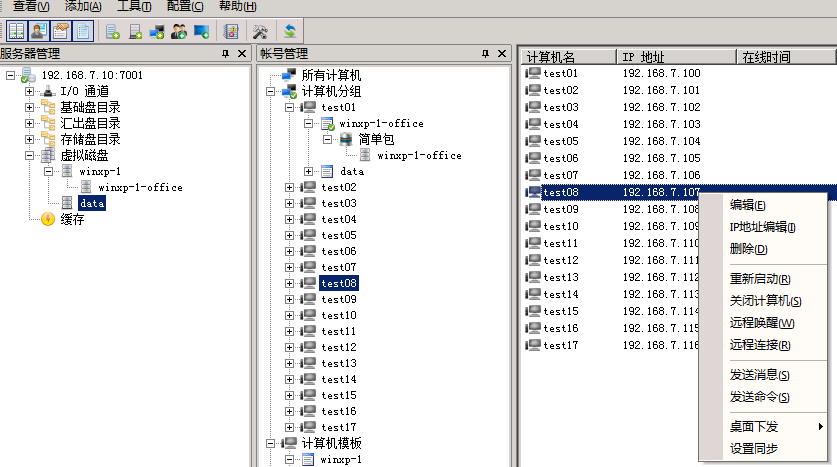 查看(V) 添加(A) 工具(T) 配置(C) 帮助(H)
服务器管理
192.168.7.10:7001
I/O 通道
基础盘目录
汇出盘目录
存储盘目录
虚拟磁盘
winxp-1
winxp-1-office
data
缓存
帐号管理
所有计算机
计算机分组
test01
winxp-1-office
简单包
winxp-1-office
data
test02
test03
test04
test05
test06
test07
test08
test09
test10
test11
test12
test13
test14
test15
test16
test17
计算机模板
winxp-1
计算机名 IP 地址 在线时间
test01 192.168.7.100
test02 192.168.7.101
test03 192.168.7.102
test04 192.168.7.103
test05 192.168.7.104
test06 192.168.7.105
test07 192.168.7.106
test08 192.168.7.107
test09 192.168.7.108
test10 192.168.7.109
test11 192.168.7.110
test12 192.168.7.111
test13 192.168.7.112
test14 192.168.7.113
test15 192.168.7.114
test16 192.168.7.115
test17 192.168.7.116
编辑(E)
IP地址编辑(I)
删除(D)
重新启动(R)
关闭计算机(S)
远程唤醒(W)
远程连接(R)
发送消息(S)
发送命令(S)
桌面下发
设置同步